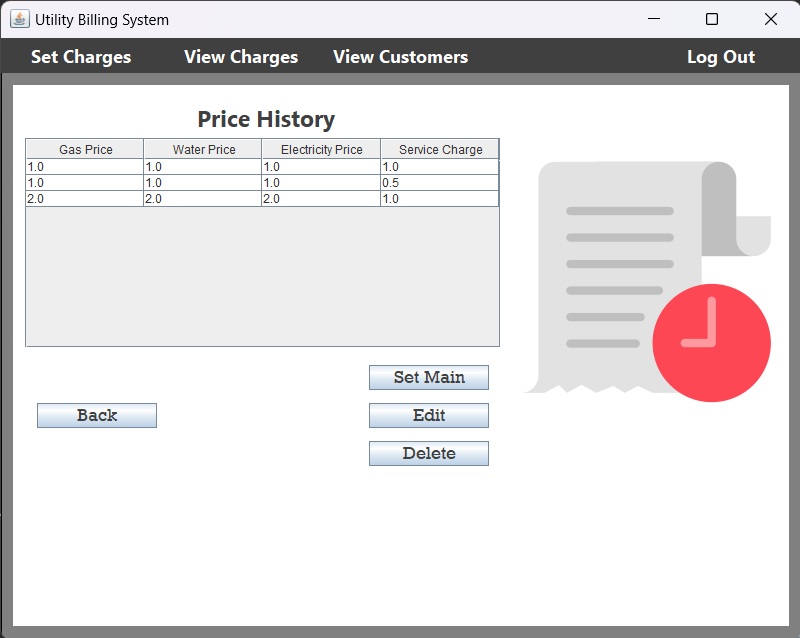 Utility Billing System
Set Charges View Charges View Customers Log Out
Price History
Gas Price Water Price Electricity Price Service Charge
1.0 1.0 1.0 1.0
1.0 1.0 1.0 0.5
2.0 2.0 2.0 1.0
Set Main
Back Edit
Delete